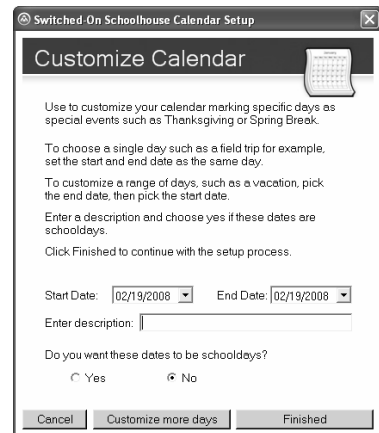 Switched-On Schoolhouse Calendar Setup
Customize Calendar
Use to customize your calendar marking specific days as
special events such as Thanksgiving or Spring Break.
To choose a single day such as a field trip for example,
set the start and end date as the same day.
To customize a range of days, such as a vacation, pick
the end date, then pick the start date.
Enter a description and choose yes if these dates are
schooldays.
Click Finished to continue with the setup process.
Start Date: 02/19/2008 End Date: 02/19/2008
Enter description:
Do you want these dates to be schooldays?
Yes No
Cancel Customize more days Finished